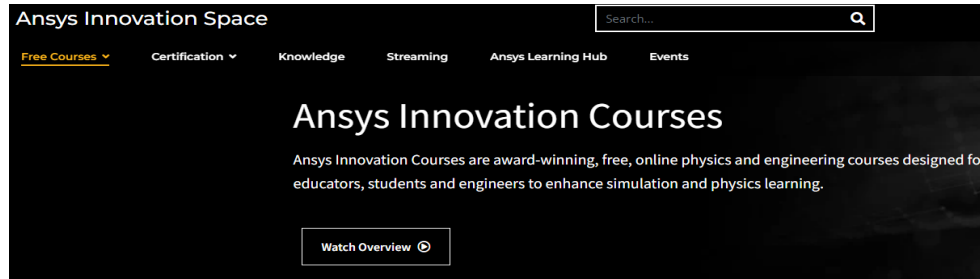 Ansys Innovation Space
Search...
Free Courses Certification Knowledge Streaming Ansys Learning Hub Events
Ansys Innovation Courses
Ansys Innovation Courses are award-winning, free, online physics and engineering courses designed fo
educators, students and engineers to enhance simulation and physics learning.
Watch Overview